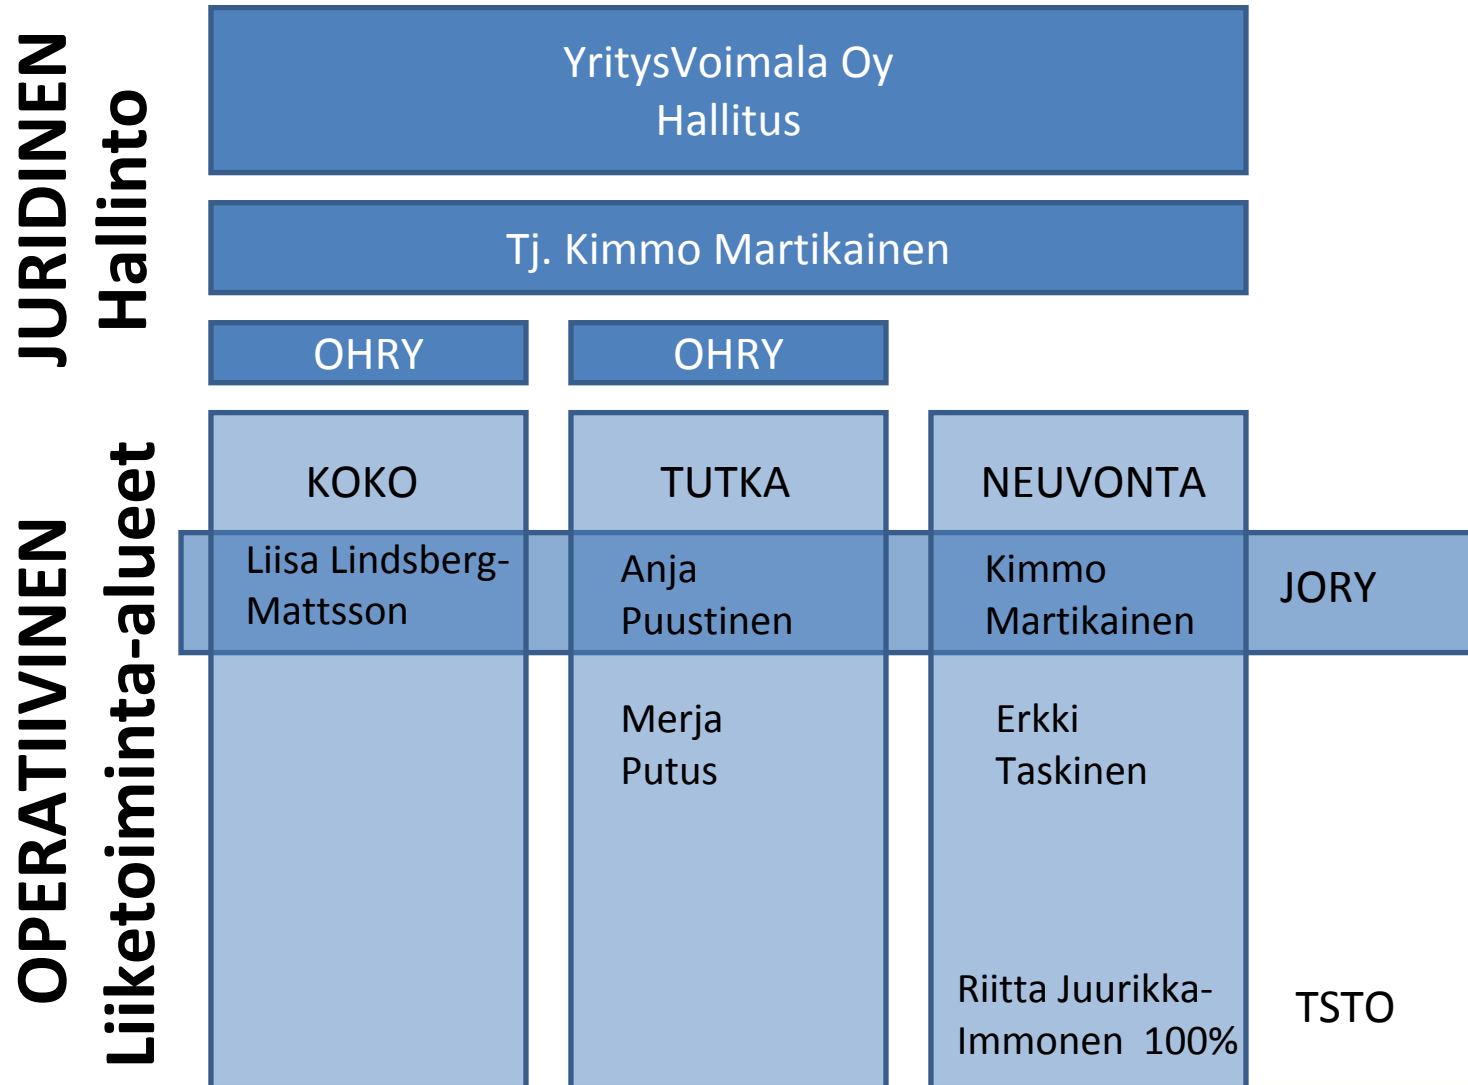 JURIDINEN
Hallinto
YritysVoimala Oy
Hallitus
Tj. Kimmo Martikainen
OHRY
OHRY
OPERATIIVINEN
Liiketoiminta-alueet
KOKO
TUTKA
NEUVONTA
Liisa Lindsberg-
Mattsson
Anja
Puustinen
Kimmo
Martikainen
JORY
Merja
Putus
Erkki
Taskinen
Riitta Juurikka-
Immonen 100%
TSTO